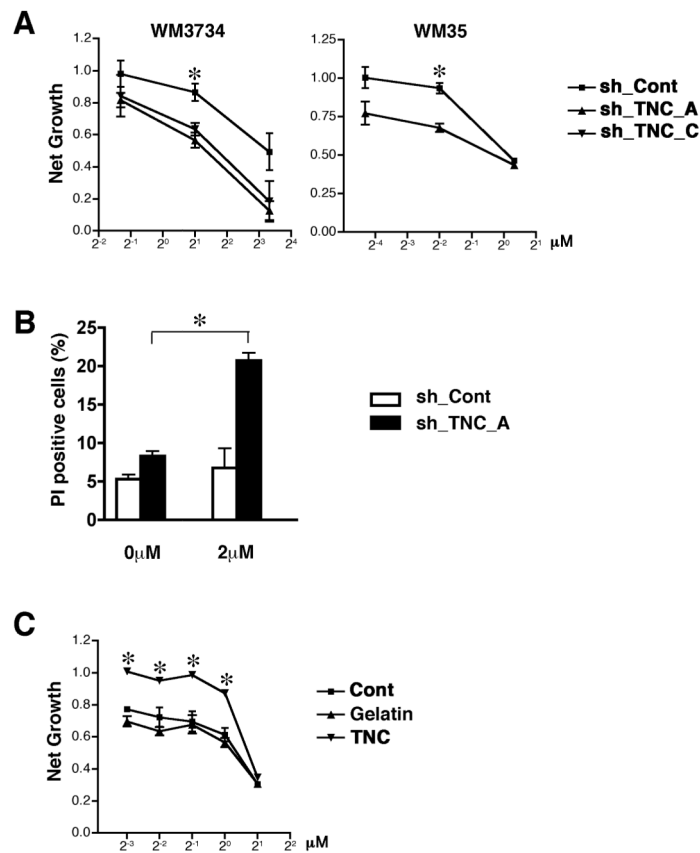 A
WM3734
WM35
Net Growth
1.2
1.0
0.8
0.6
0.4
0.2
0.0
2-2 2-1 20 21 22 23 24
*
1.25
1.00
0.75
0.50
0.25
0.00
2-4 2-3 2-2 2-1 20 21 μM
*
sh_Cont
sh_TNC_A
sh_TNC_C
B
PI positive cells (%)
25
20
15
10
5
0
*
0μM 2μM
sh_Cont
sh_TNC_A
C
Net Growth
1.2
1.0
0.8
0.6
0.4
0.2
0.0
* * * *
2-3 2-2 2-1 20 21 22 μM
Cont
Gelatin
TNC